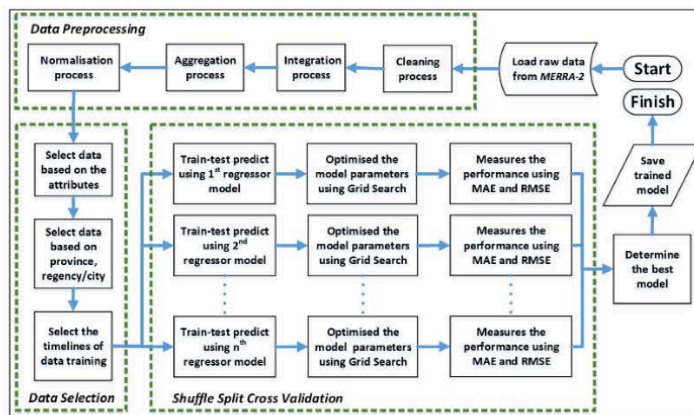 Data Preprocessing
Normalisation
process
Aggregation
process
Integration
process
Cleaning
process
Load raw data
from MERRA-2
Start
Finish
Select data
based on the
attributes
Select data
based on
province,
regency/city
Select the
timelines of
data training
Data Selection
Train-test predict
using 1st regressor
model
Optimised the
model parameters
using Grid Search
Measures the
performance using
MAE and RMSE
Train-test predict
using 2nd
regressor model
Optimised the
model parameters
using Grid Search
Measures the
performance using
MAE and RMSE
Train-test predict
using nth
regressor model
Optimised the
model parameters
using Grid Search
Measures the
performance using
MAE and RMSE
Shuffle Split Cross Validation
Save
trained
model
Determine
the best
model